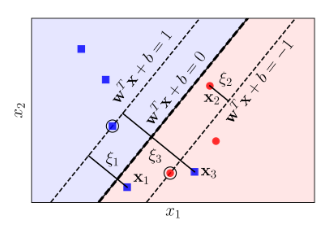 w^T x + b = 1
w^T x + b = 0
w^T x + b = −1
ξ_2
x_2
ξ_1
ξ_3
x_1
x_3
x_2
x_1